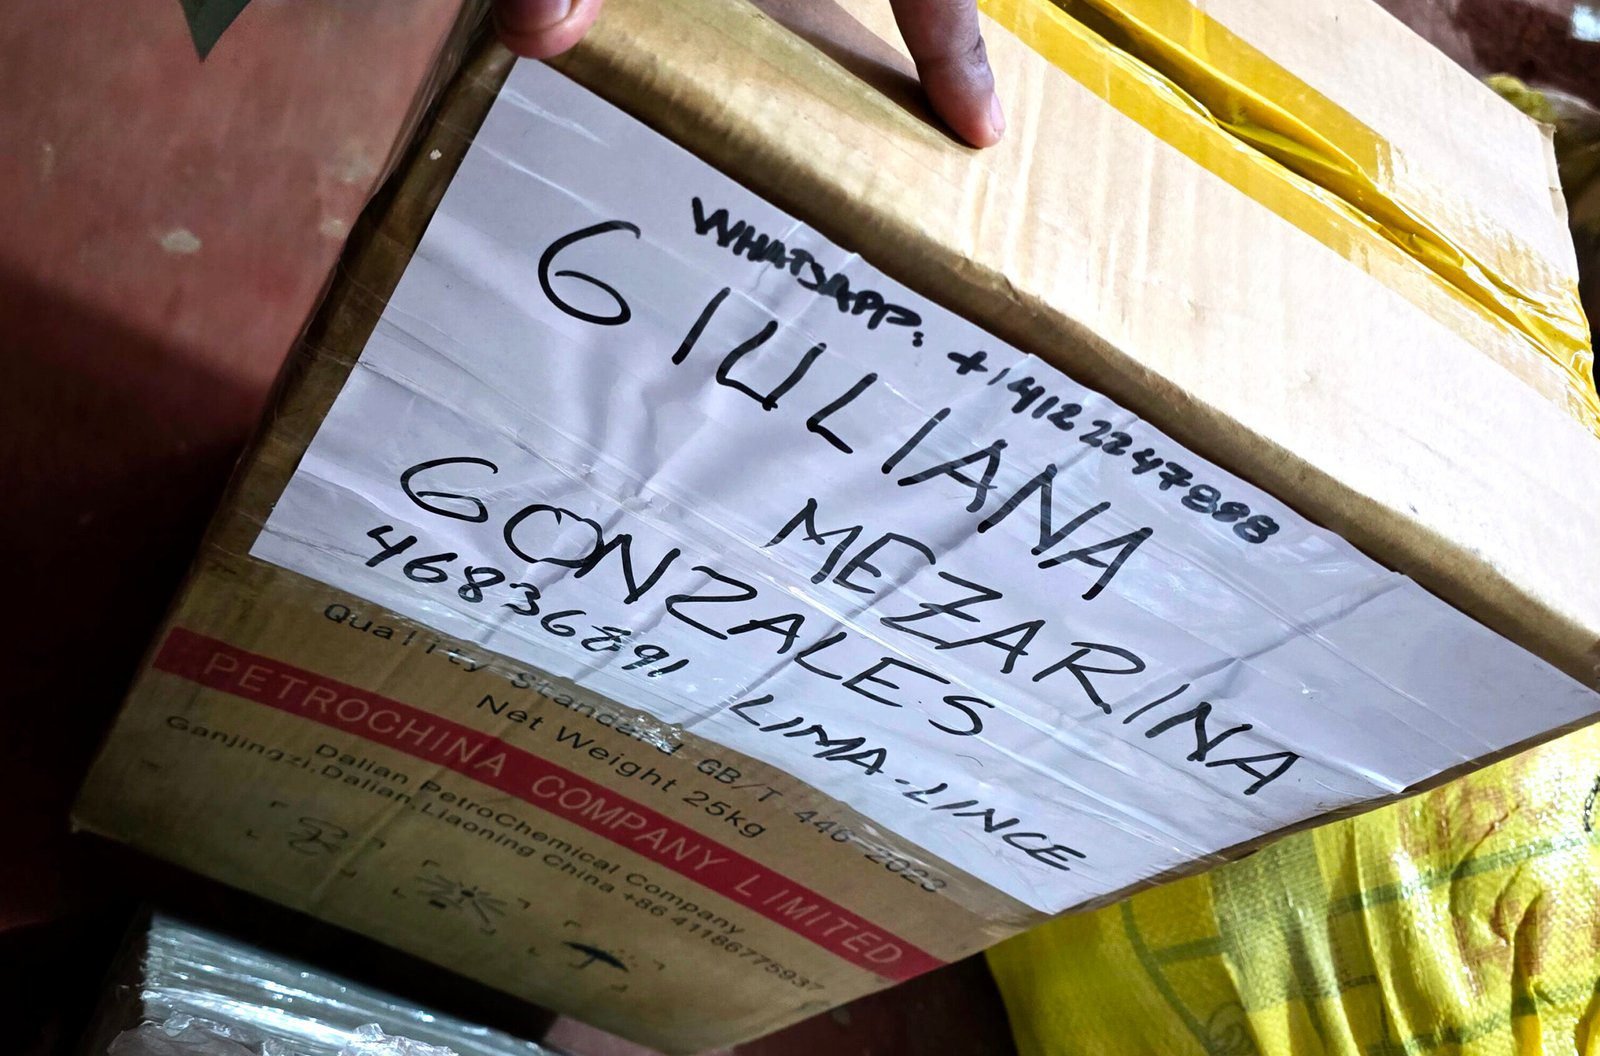 WHATSAPP: +14122247898
GIULIANA
MEZARINA
GONZALES
46836891 LIMA-LINCE
Quality Standard GB/T 446-2023
Net Weight 25kg
PETROCHINA COMPANY LIMITED
Dalian PetroChemical Company
Ganjingzi.Dalian.Liaoning China +86 41186775937